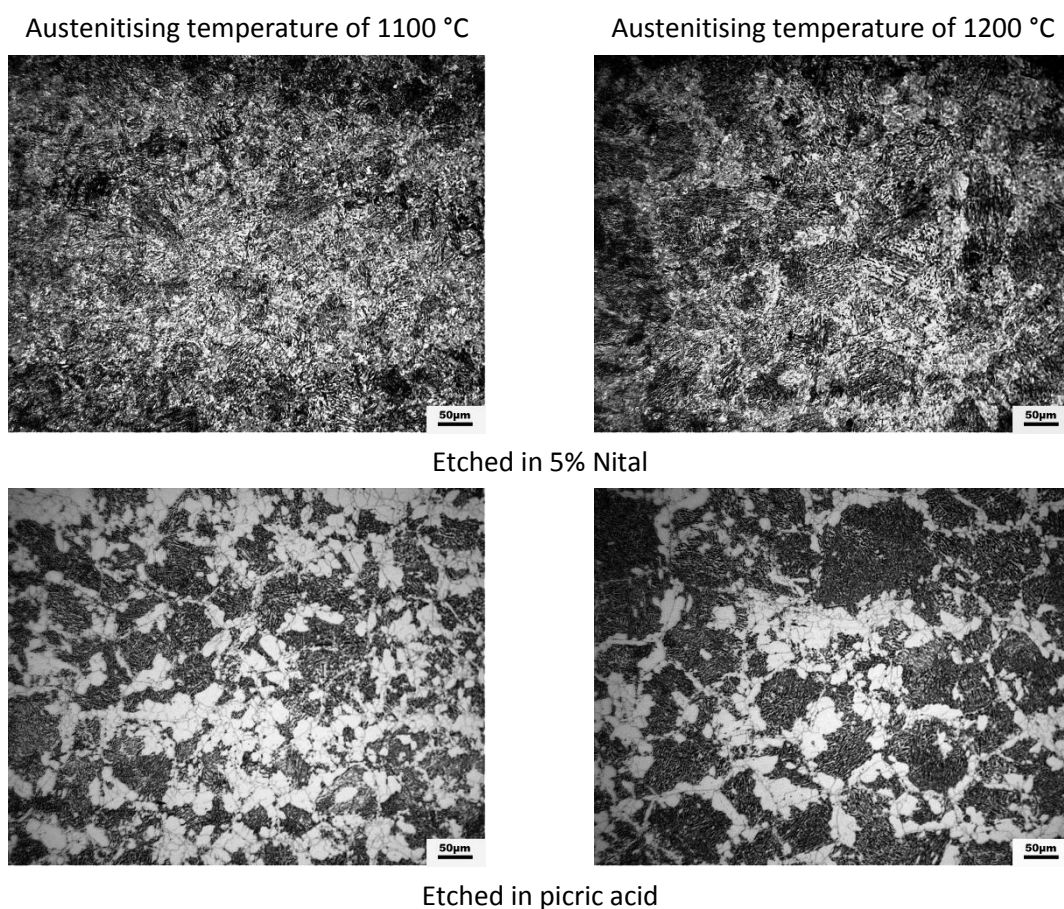 Austenitising temperature of 1100 °C
Austenitising temperature of 1200 °C
50µm
50µm
Etched in 5% Nital
50µm
50µm
Etched in picric acid